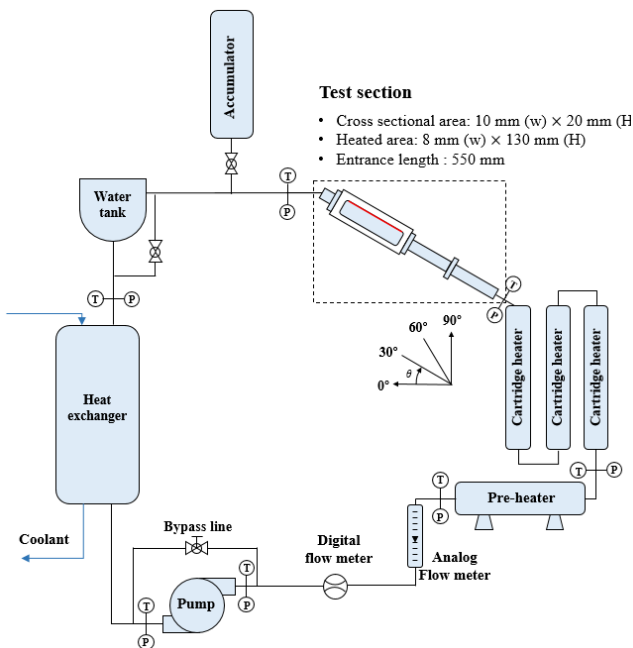 Accumulator
Test section
• Cross sectional area: 10 mm (w) × 20 mm (H
• Heated area: 8 mm (w) × 130 mm (H)
• Entrance length : 550 mm
Water
tank
T
P
T
P
T
P
Heat
exchanger
90°
60°
30°
θ
0°
Cartridge heater
Cartridge heater
Cartridge heater
T
P
T
P
Pre-heater
Coolant
Bypass line
Digital
flow meter
Analog
Flow meter
Pump
T
P
T
P